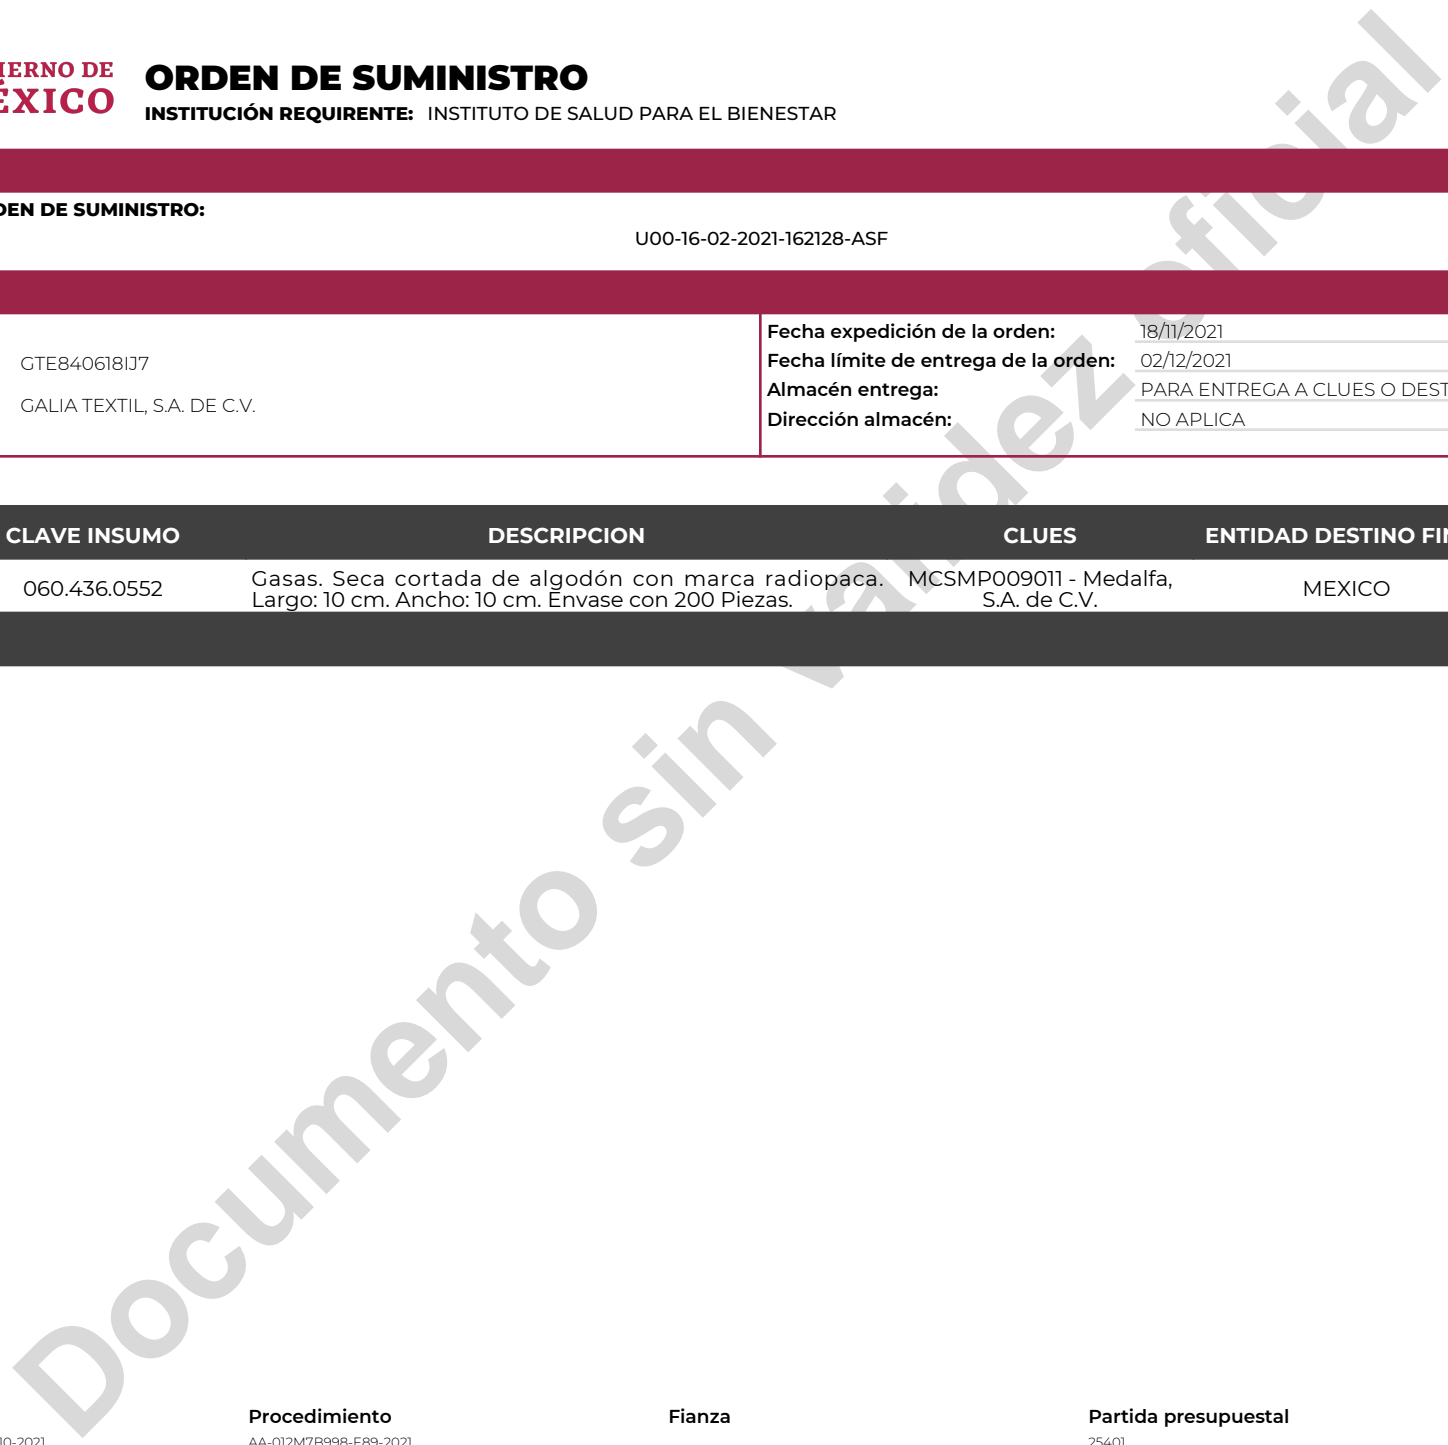 IERNO DE
ÉXICO
ORDEN DE SUMINISTRO
INSTITUCIÓN REQUIRENTE: INSTITUTO DE SALUD PARA EL BIENESTAR
DEN DE SUMINISTRO:
U00-16-02-2021-162128-ASF
GTE840618IJ7
GALIA TEXTIL, S.A. DE C.V.
Fecha expedición de la orden: 18/11/2021
Fecha límite de entrega de la orden: 02/12/2021
Almacén entrega: PARA ENTREGA A CLUES O DEST
Dirección almacén: NO APLICA
CLAVE INSUMO DESCRIPCION CLUES ENTIDAD DESTINO FIN
060.436.0552 Gasas. Seca cortada de algodón con marca radiopaca. Largo: 10 cm. Ancho: 10 cm. Envase con 200 Piezas. MCSMP009011 - Medalfa, S.A. de C.V. MEXICO
Documento sin validez oficial
Procedimiento Fianza Partida presupuestal
10-2021 AA-012M7B998-E89-2021 25401